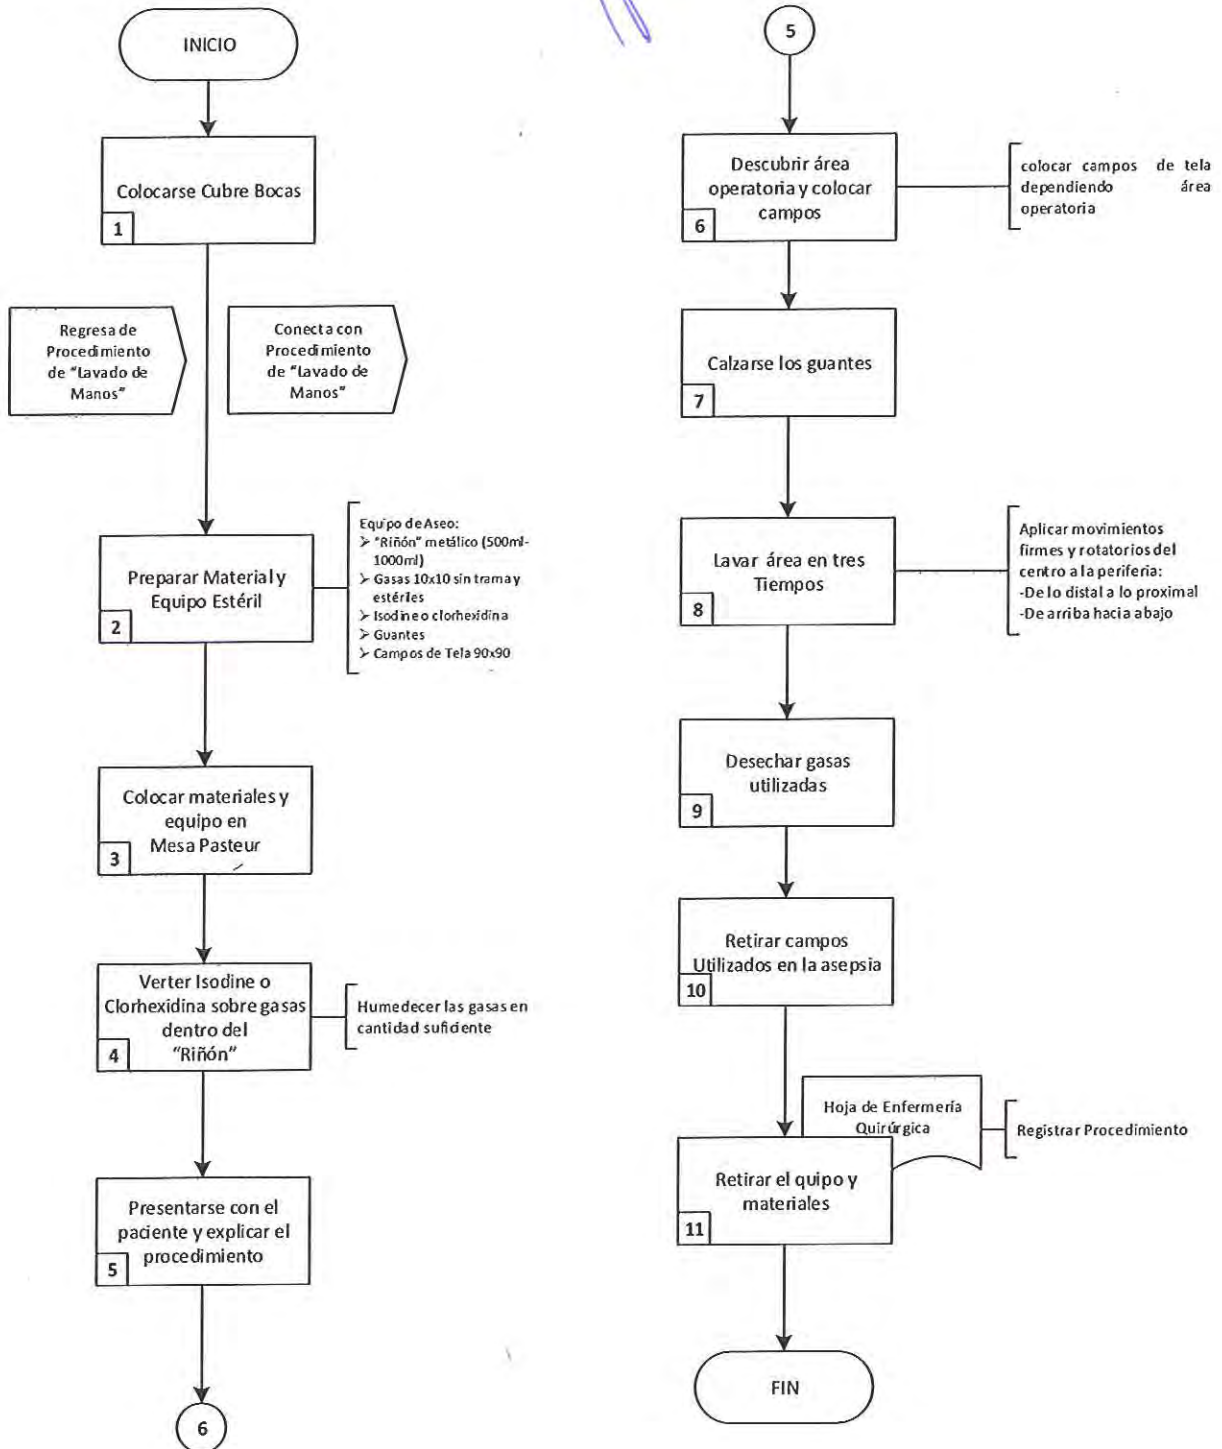 INICIO
Colocarse Cubre Bocas
1
Regresa de
Procedimiento
de "Lavado de
Manos"
Conecta con
Procedimiento
de "Lavado de
Manos"
Preparar Material y
Equipo Estéril
2
Equipo de Aseo:
➢ "Riñón" metálico (500ml-
1000ml)
➢ Gasas 10x10 sin trama y
estériles
➢ Isodine o clorhexidina
➢ Guantes
➢ Campos de Tela 90x90
Colocar materiales y
equipo en
Mesa Pasteur
3
Verter Isodine o
Clorhexidina sobre gasas
dentro del
"Riñón"
4
Humedecer las gasas en
cantidad suficiente
Presentarse con el
paciente y explicar el
procedimiento
5
6
5
Descubrir área
operatoria y colocar
campos
6
colocar campos de tela
dependiendo área
operatoria
Calzarse los guantes
7
Lavar área en tres
Tiempos
8
Aplicar movimientos
firmes y rotatorios del
centro a la periferia:
-De lo distal a lo proximal
-De arriba hacia abajo
Desechar gasas
utilizadas
9
Retirar campos
Utilizados en la asepsia
10
Hoja de Enfermería
Quirúrgica
Registrar Procedimiento
Retirar el quipo y
materiales
11
FIN